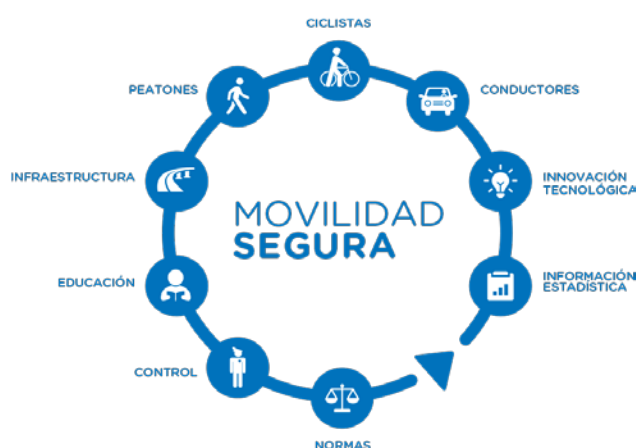 CICLISTAS
PEATONES
CONDUCTORES
INFRAESTRUCTURA
INNOVACIÓN
TECNOLÓGICA
MOVILIDAD
SEGURA
EDUCACIÓN
INFORMACIÓN
ESTADÍSTICA
CONTROL
NORMAS